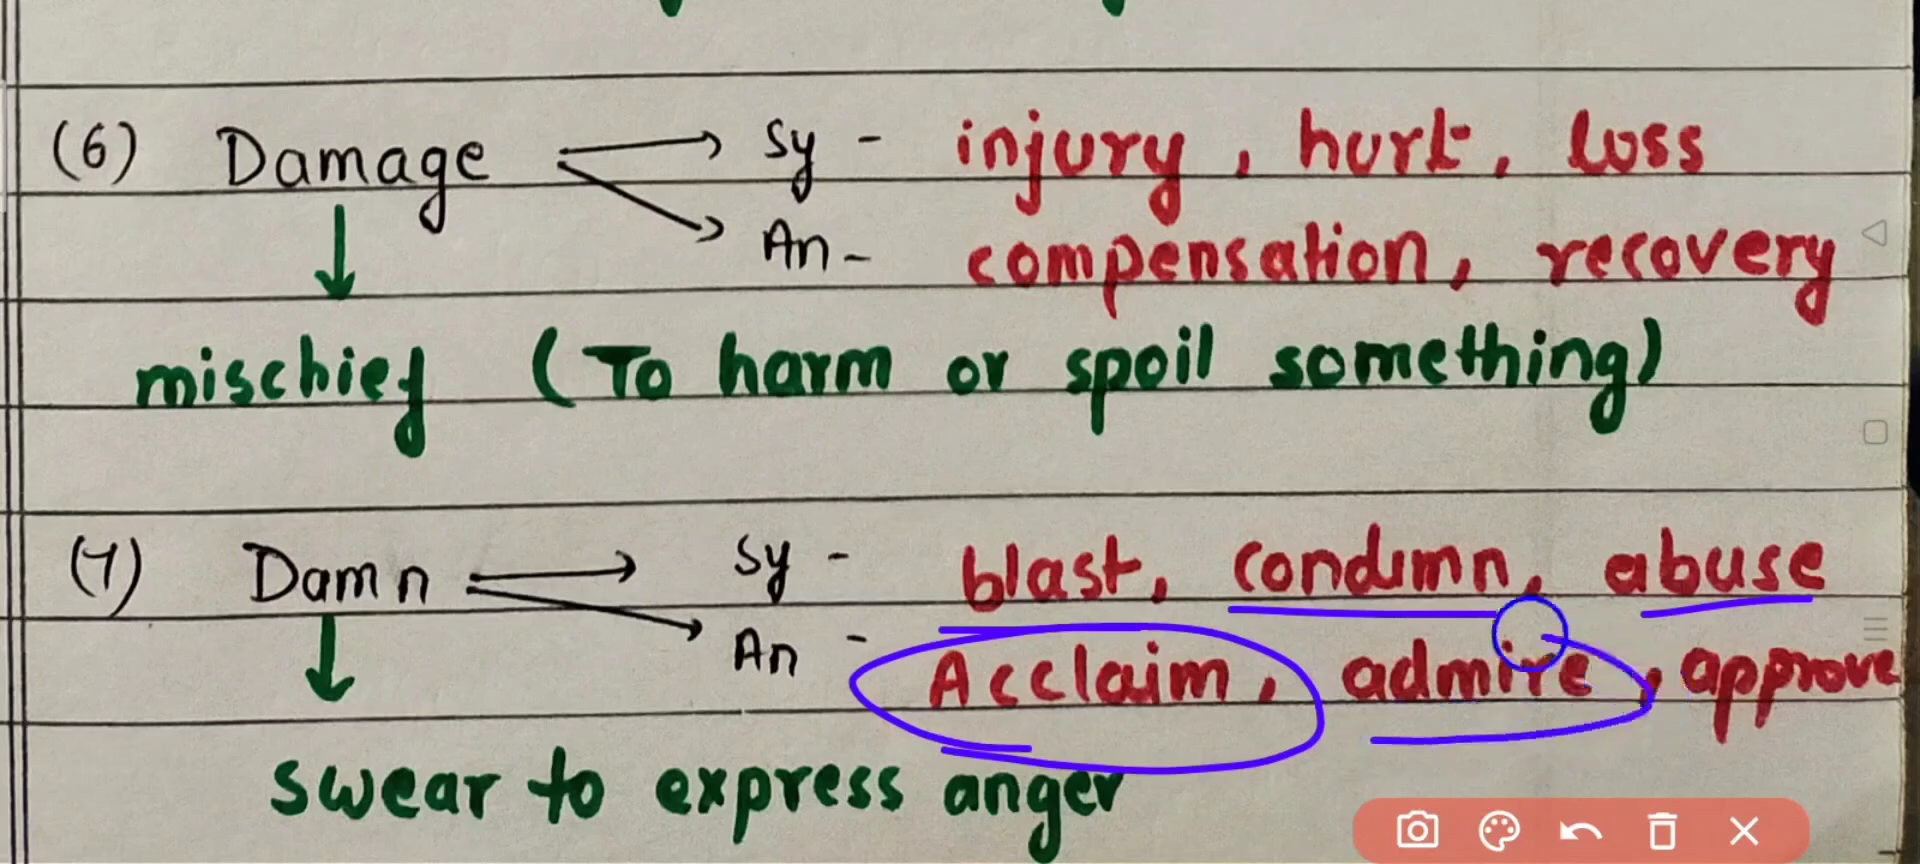 (6) Damage Sy - injury, hurt, loss
An - compensation, recovery
mischief (To harm or spoil something)
(7) Damn Sy - blast, condemn, abuse
An - Acclaim, admire, approve
swear to express anger